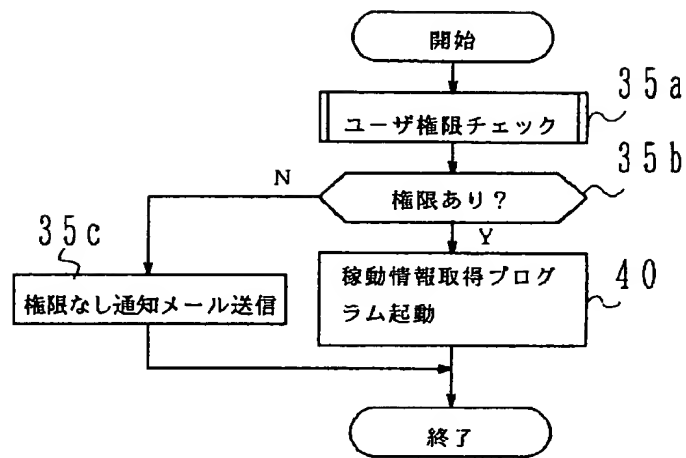 開始
35a
ユーザ権限チェック
35b
N
権限あり?
Y
35c
権限なし通知メール送信
稼動情報取得プログ
ラム起動
40
終了